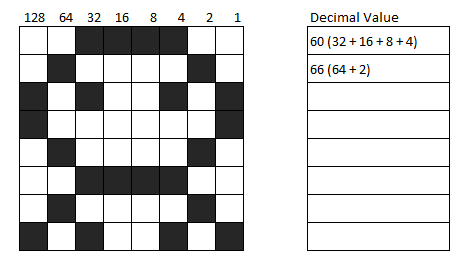 128 64 32 16 8 4 2 1 Decimal Value
60 (32 + 16 + 8 + 4)
66 (64 + 2)